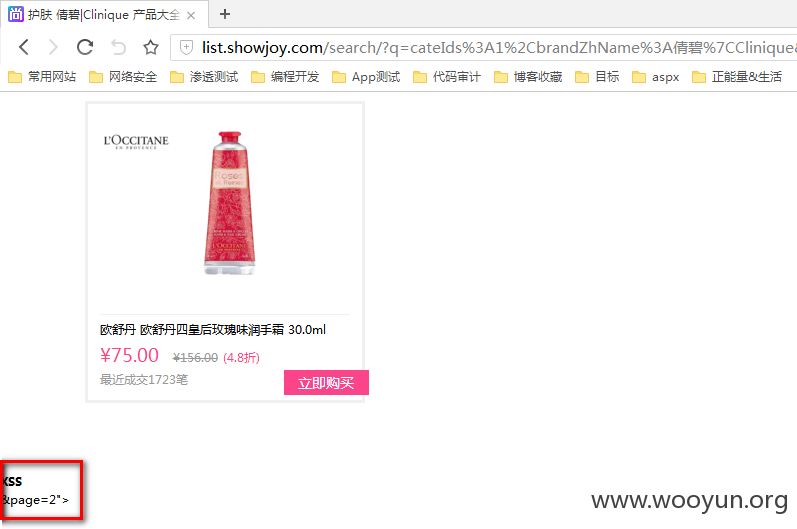 护肤 倩碧|Clinique 产品大全
list.showjoy.com/search/?q=cateIds%3A1%2CbrandZhName%3A倩碧%7CClinique&
常用网站 网络安全 渗透测试 编程开发 App测试 代码审计 博客收藏 目标 aspx 正能量&生活
L'OCCITANE
EN PROVENCE
Roses
et Reines
L'OCCITANE
欧舒丹 欧舒丹四皇后玫瑰味润手霜 30.0ml
¥75.00 ¥156.00 (4.8折)
最近成交1723笔
立即购买
xss
&page=2">
www.wooyun.org